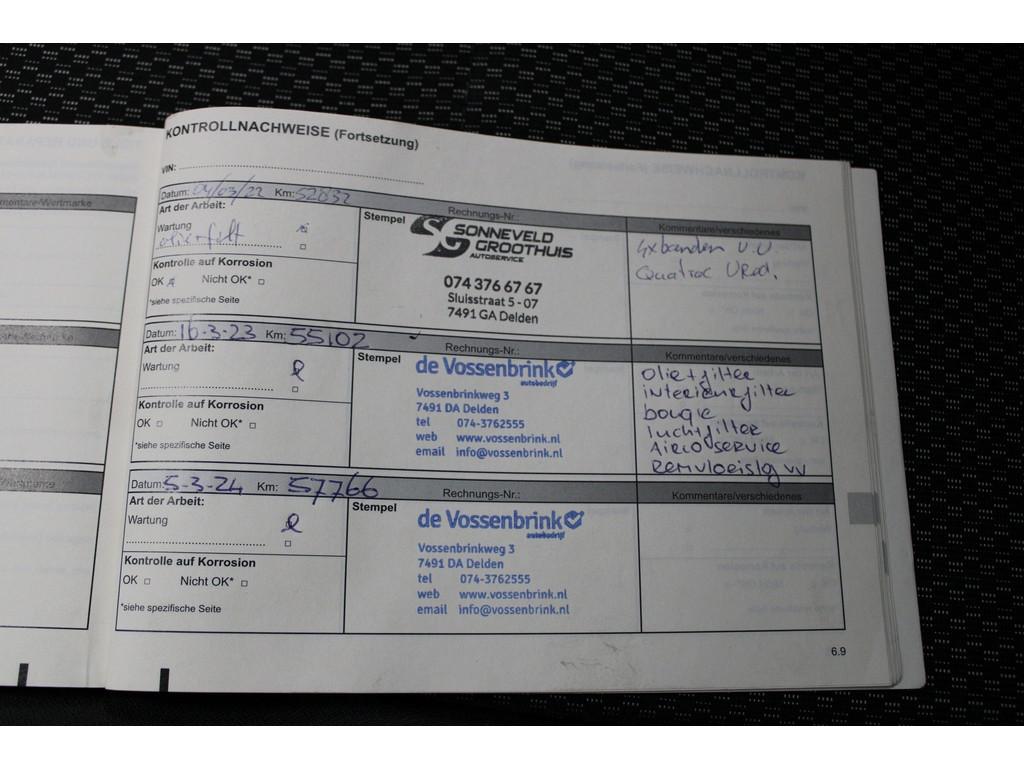 KONTROLLNACHWEISE (Fortsetzung)
VIN:
Datum: 04/03/22 Km: 52032
Art der Arbeit:
Wartung
olie+filt
Kontrolle auf Korrosion
OK Nicht OK*
*siehe spezifische Seite
Stempel
Rechnungs-Nr.:
SG SONNEVELD
GROOTHUIS
AUTOSERVICE
074 376 67 67
Sluisstraat 5 - 07
7491 GA Delden
Kommentare/verschiedenes
4xbanden V.V.
Quatrac
Datum: 16-3-23 Km: 55102
Art der Arbeit:
Wartung
Kontrolle auf Korrosion
OK Nicht OK*
*siehe spezifische Seite
Stempel
Rechnungs-Nr.:
de Vossenbrink
autobedrijf
Vossenbrinkweg 3
7491 DA Delden
tel 074-3762555
web www.vossenbrink.nl
email info@vossenbrink.nl
Kommentare/verschiedenes
Olie+filter
interieurfilter
bougie
luchtfilter
Airco service
Remvloeistof vv
Datum: 5-3-24 Km: 57766
Art der Arbeit:
Wartung
Kontrolle auf Korrosion
OK Nicht OK*
*siehe spezifische Seite
Stempel
Rechnungs-Nr.:
de Vossenbrink
autobedrijf
Vossenbrinkweg 3
7491 DA Delden
tel 074-3762555
web www.vossenbrink.nl
email info@vossenbrink.nl
Kommentare/verschiedenes
6.9